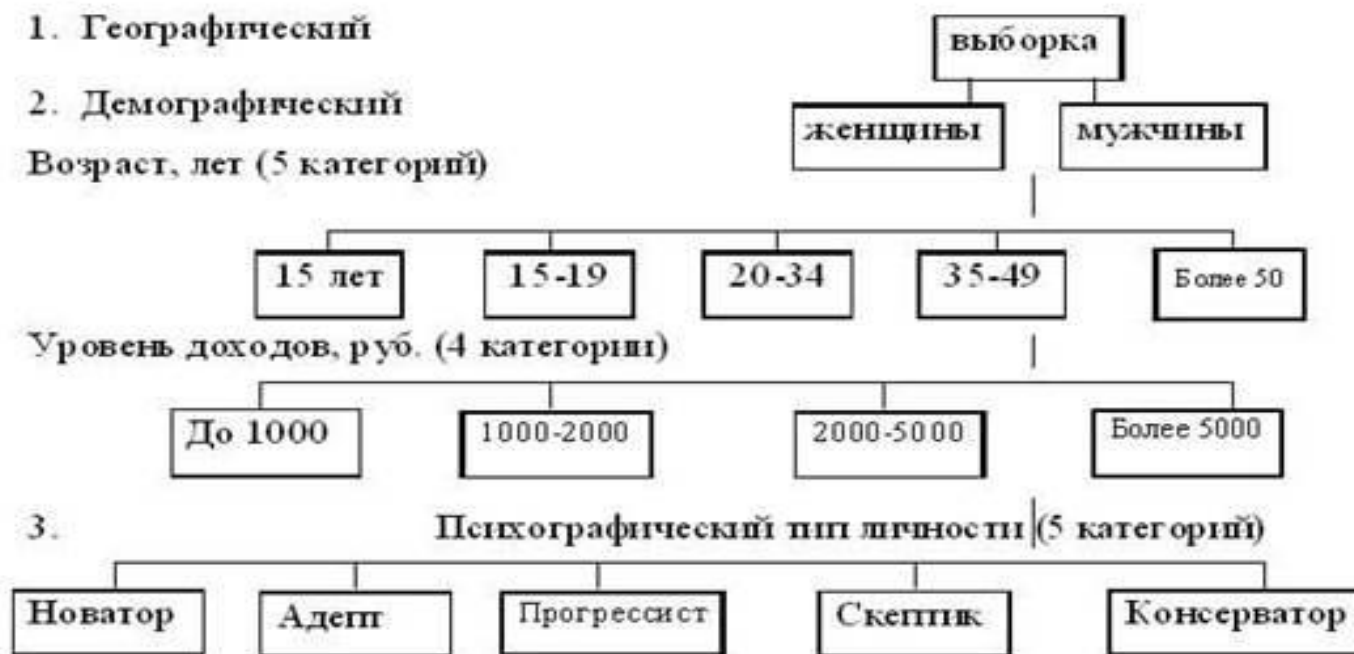 1. Географический
выборка
2. Демографический
женщины мужчины
Возраст, лет (5 категорий)
15 лет 15-19 20-34 35-49 Более 50
Уровень доходов, руб. (4 категории)
До 1000 1000-2000 2000-5000 Более 5000
3. Психографический тип личности (5 категорий)
Новатор Адепт Прогрессист Скептик Консерватор